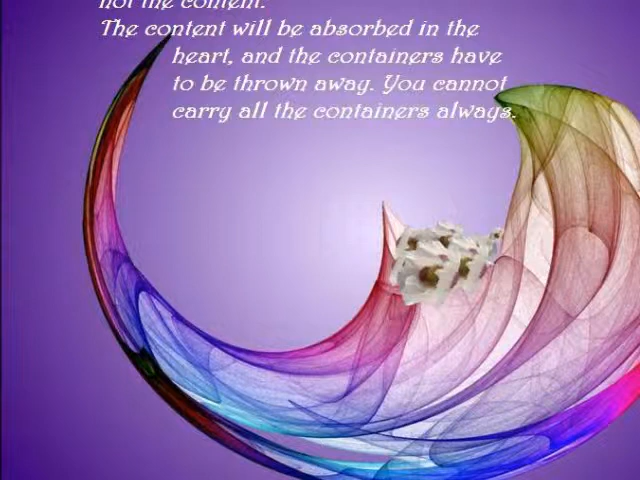 not the content.
The content will be absorbed in the
heart, and the containers have
to be thrown away. You cannot
carry all the containers always.